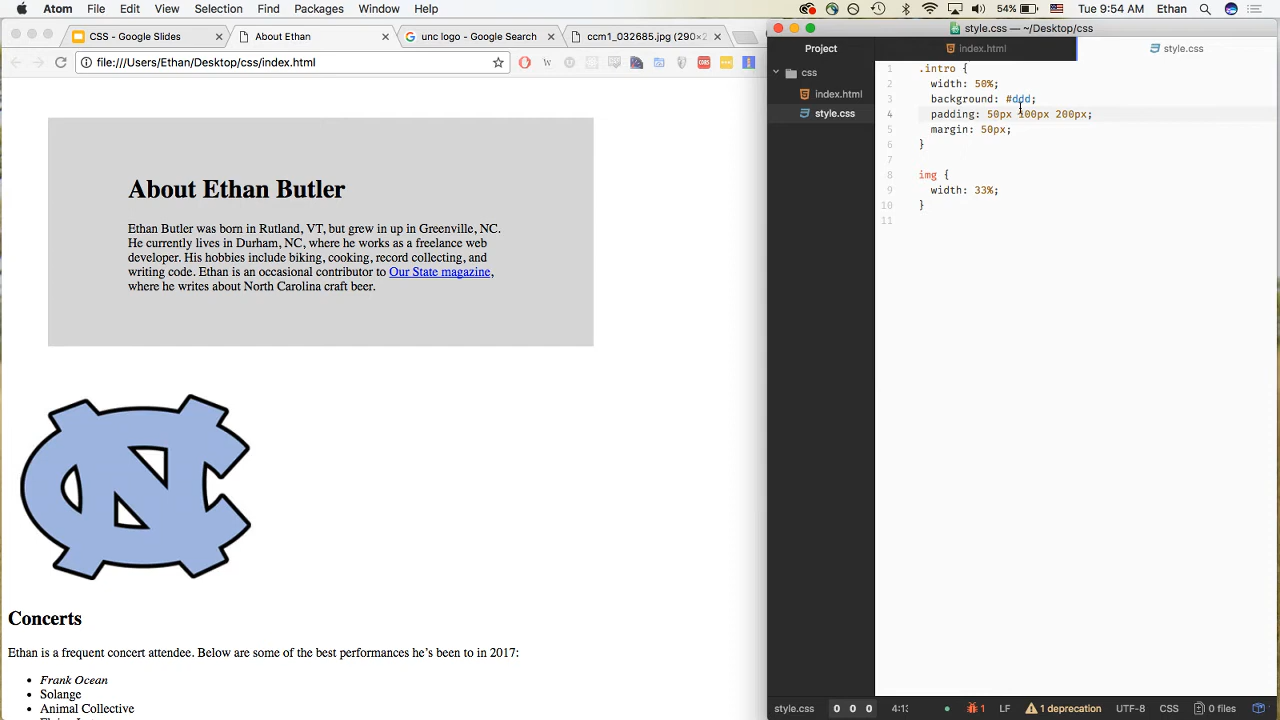 Atom File Edit View Selection Find Packages Window Help 54% Tue 9:54 AM Ethan
- Google Slides
About Ethan
unc logo - Google Search
ccm1_032685.jpg (290×2
file:///Users/Ethan/Desktop/css/index.html
About Ethan Butler
Ethan Butler was born in Rutland, VT, but grew in up in Greenville, NC.
He currently lives in Durham, NC, where he works as a freelance web
developer. His hobbies include biking, cooking, record collecting, and
writing code. Ethan is an occasional contributor to Our State magazine,
where he writes about North Carolina craft beer.
NC
Concerts
Ethan is a frequent concert attendee. Below are some of the best performances he's been to in 2017:
• Frank Ocean
• Solange
• Animal Collective
style.css — ~/Desktop/css
Project
index.html
style.css
css
index.html
style.css
1 .intro {
2 width: 50%;
3 background: #ddd;
4 padding: 50px 100px 200px;
5 margin: 50px;
6 }
7
8 img {
9 width: 33%;
10 }
11
style.css 0 0 0 4:13 1 LF 1 deprecation UTF-8 CSS 0 files